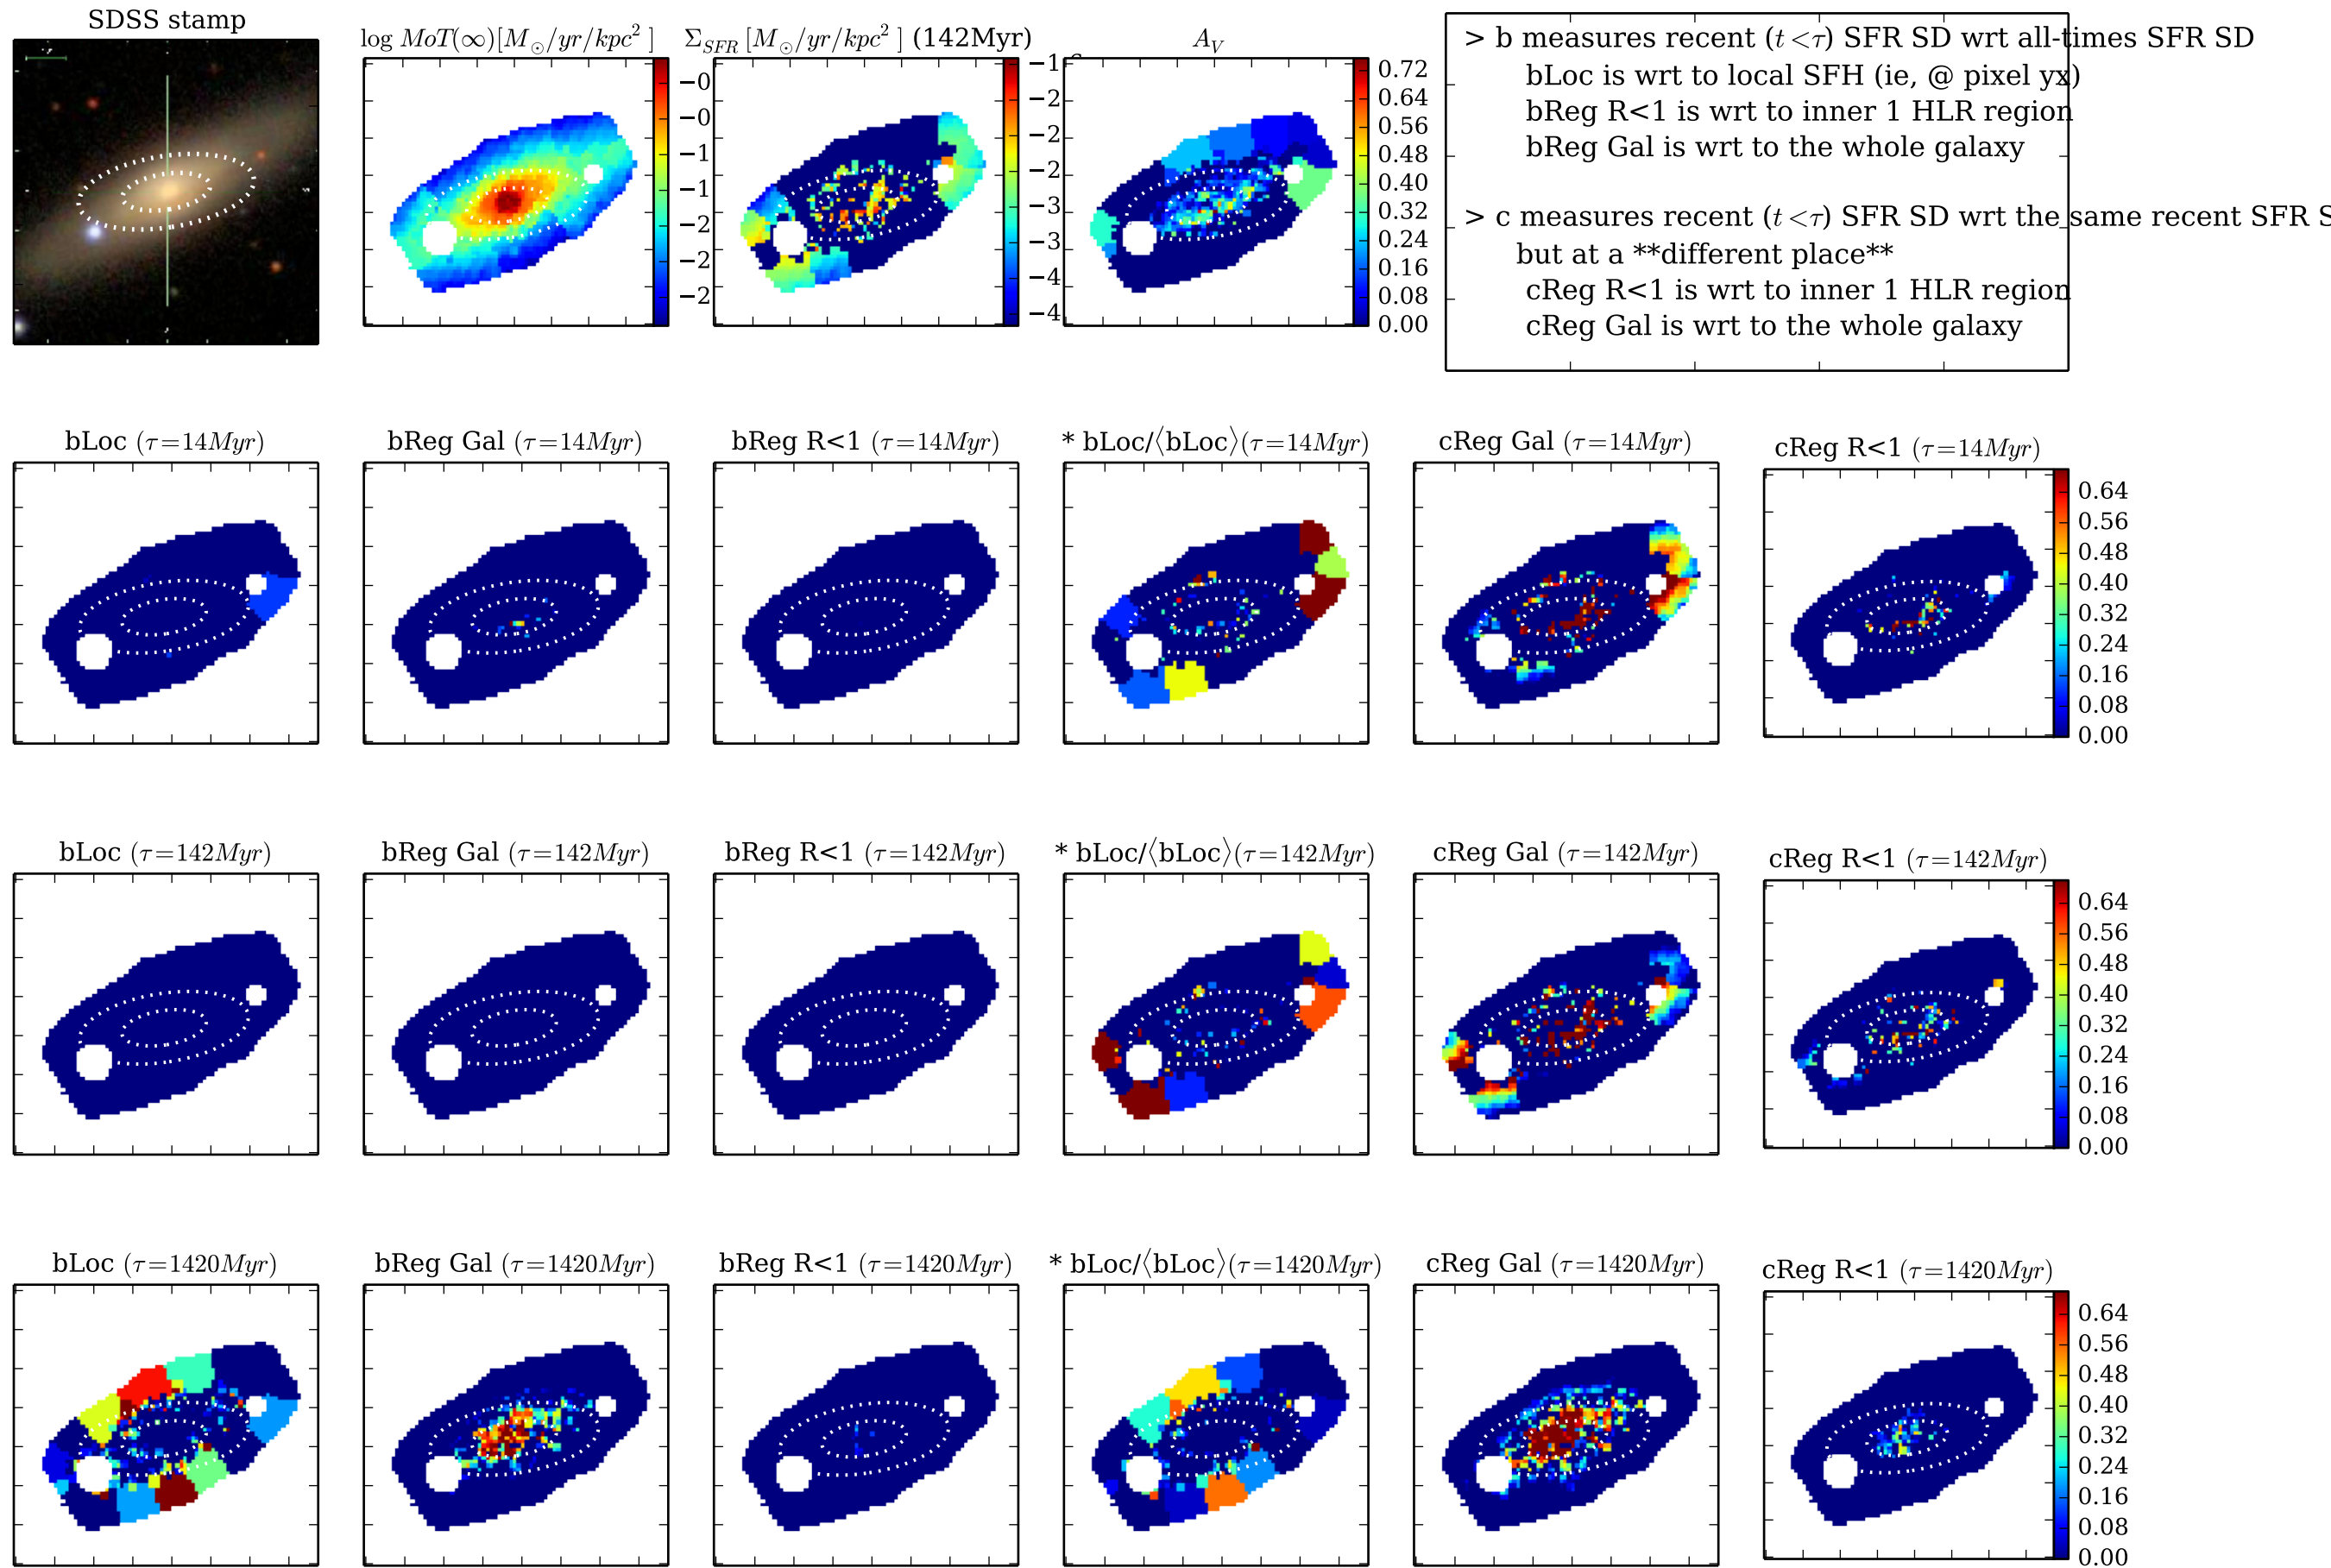 SDSS stamp
log MoT(∞)[M⊙/yr/kpc²]
Σ_SFR [M⊙/yr/kpc²] (142Myr)
A_V
−0
−0
−1
−1
−2
−2
−2
−1
−2
−2
−2
−3
−3
−4
−4
0.72
0.64
0.56
0.48
0.40
0.32
0.24
0.16
0.08
0.00
> b measures recent (t<τ) SFR SD wrt all-times SFR SD
bLoc is wrt to local SFH (ie, @ pixel yx)
bReg R<1 is wrt to inner 1 HLR region
bReg Gal is wrt to the whole galaxy
> c measures recent (t<τ) SFR SD wrt the same recent SFR S
but at a **different place**
cReg R<1 is wrt to inner 1 HLR region
cReg Gal is wrt to the whole galaxy
bLoc (τ=14Myr)
bReg Gal (τ=14Myr)
bReg R<1 (τ=14Myr)
* bLoc/⟨bLoc⟩(τ=14Myr)
cReg Gal (τ=14Myr)
cReg R<1 (τ=14Myr)
0.64
0.56
0.48
0.40
0.32
0.24
0.16
0.08
0.00
bLoc (τ=142Myr)
bReg Gal (τ=142Myr)
bReg R<1 (τ=142Myr)
* bLoc/⟨bLoc⟩(τ=142Myr)
cReg Gal (τ=142Myr)
cReg R<1 (τ=142Myr)
0.64
0.56
0.48
0.40
0.32
0.24
0.16
0.08
0.00
bLoc (τ=1420Myr)
bReg Gal (τ=1420Myr)
bReg R<1 (τ=1420Myr)
* bLoc/⟨bLoc⟩(τ=1420Myr)
cReg Gal (τ=1420Myr)
cReg R<1 (τ=1420Myr)
0.64
0.56
0.48
0.40
0.32
0.24
0.16
0.08
0.00